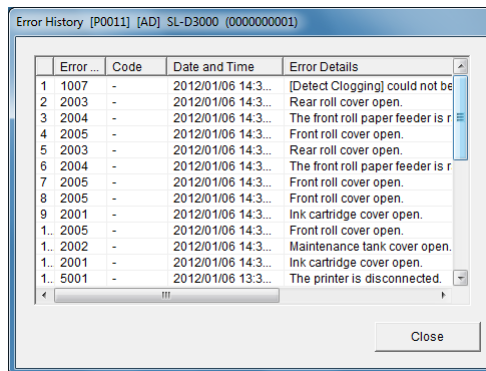 Error History [P0011] [AD] SL-D3000 (0000000001)
Error ... Code Date and Time Error Details
1 1007 - 2012/01/06 14:3... [Detect Clogging] could not be
2 2003 - 2012/01/06 14:3... Rear roll cover open.
3 2004 - 2012/01/06 14:3... The front roll paper feeder is r
4 2005 - 2012/01/06 14:3... Front roll cover open.
5 2003 - 2012/01/06 14:3... Rear roll cover open.
6 2004 - 2012/01/06 14:3... The front roll paper feeder is r
7 2005 - 2012/01/06 14:3... Front roll cover open.
8 2005 - 2012/01/06 14:3... Front roll cover open.
9 2001 - 2012/01/06 14:3... Ink cartridge cover open.
1.. 2005 - 2012/01/06 14:3... Front roll cover open.
1.. 2002 - 2012/01/06 14:3... Maintenance tank cover open.
1.. 2001 - 2012/01/06 14:3... Ink cartridge cover open.
1.. 5001 - 2012/01/06 13:3... The printer is disconnected.
Close